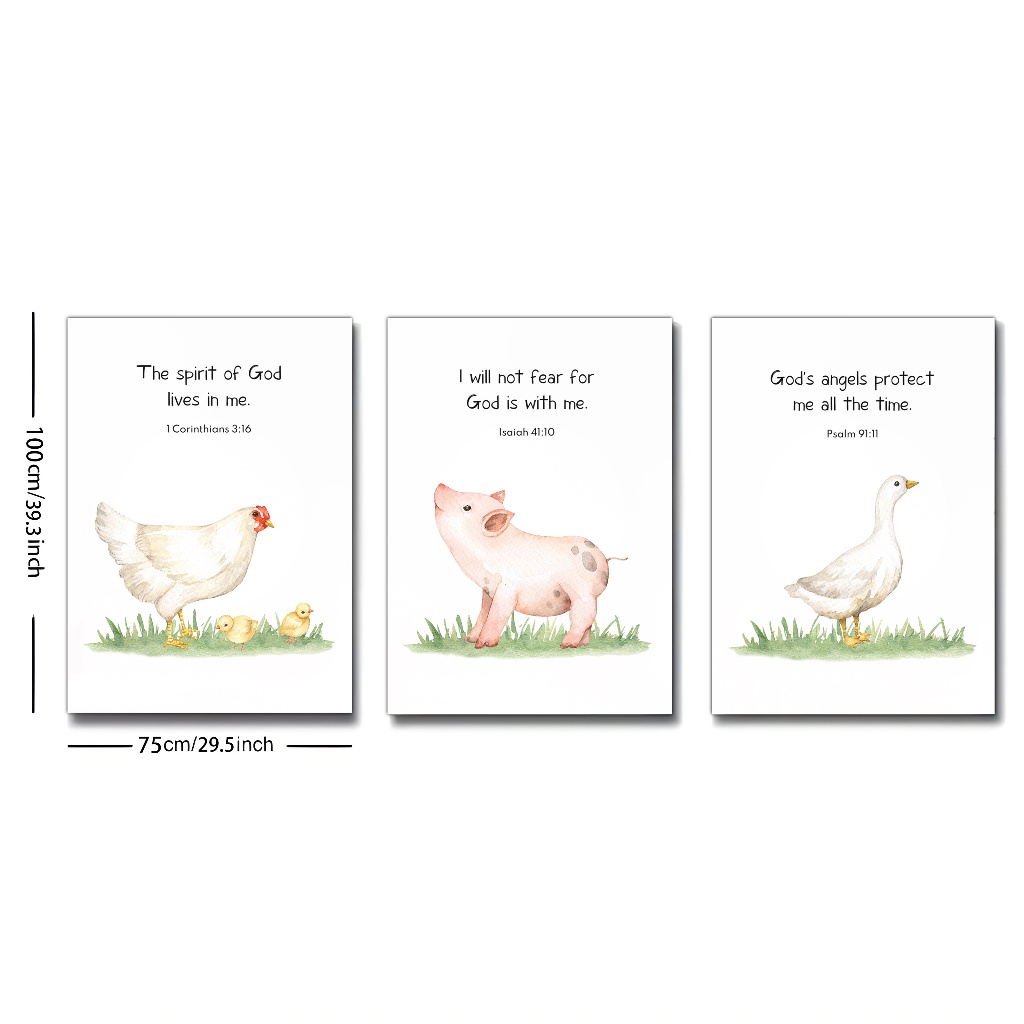 The spirit of God
lives in me.
1 Corinthians 3:16
I will not fear for
God is with me.
Isaiah 41:10
God's angels protect
me all the time.
Psalm 91:11
100cm/39.3inch
75cm/29.5inch